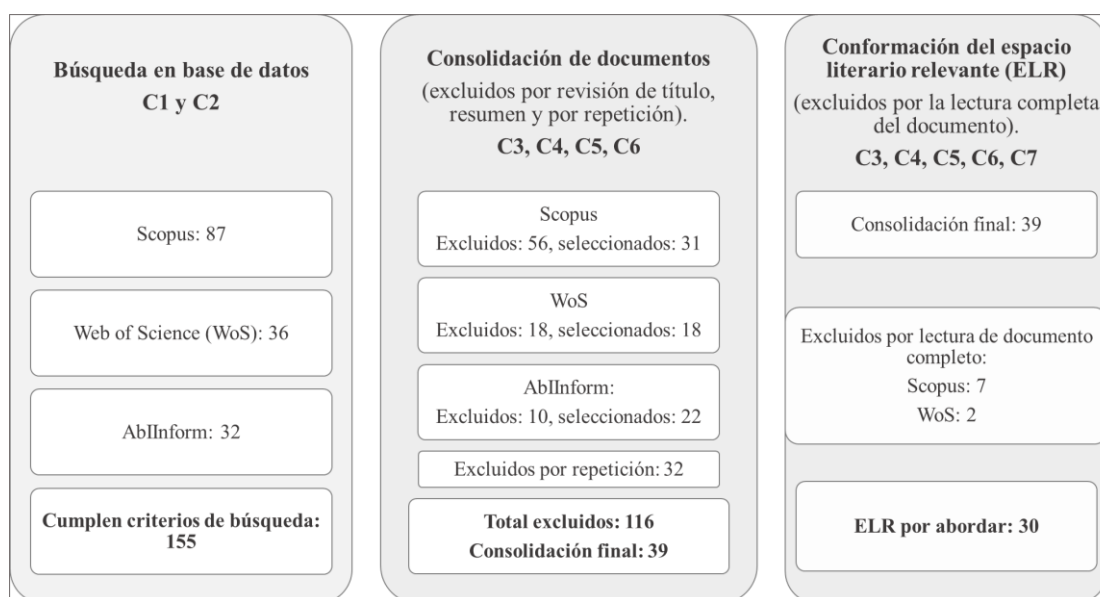 Búsqueda en base de datos
C1 y C2
Scopus: 87
Web of Science (WoS): 36
AbIInform: 32
Cumplen criterios de búsqueda:
155
Consolidación de documentos
(excluidos por revisión de título,
resumen y por repetición).
C3, C4, C5, C6
Scopus
Excluidos: 56, seleccionados: 31
WoS
Excluidos: 18, seleccionados: 18
AbIInform:
Excluidos: 10, seleccionados: 22
Excluidos por repetición: 32
Total excluidos: 116
Consolidación final: 39
Conformación del espacio
literario relevante (ELR)
(excluidos por la lectura completa
del documento).
C3, C4, C5, C6, C7
Consolidación final: 39
Excluidos por lectura de documento
completo:
Scopus: 7
WoS: 2
ELR por abordar: 30